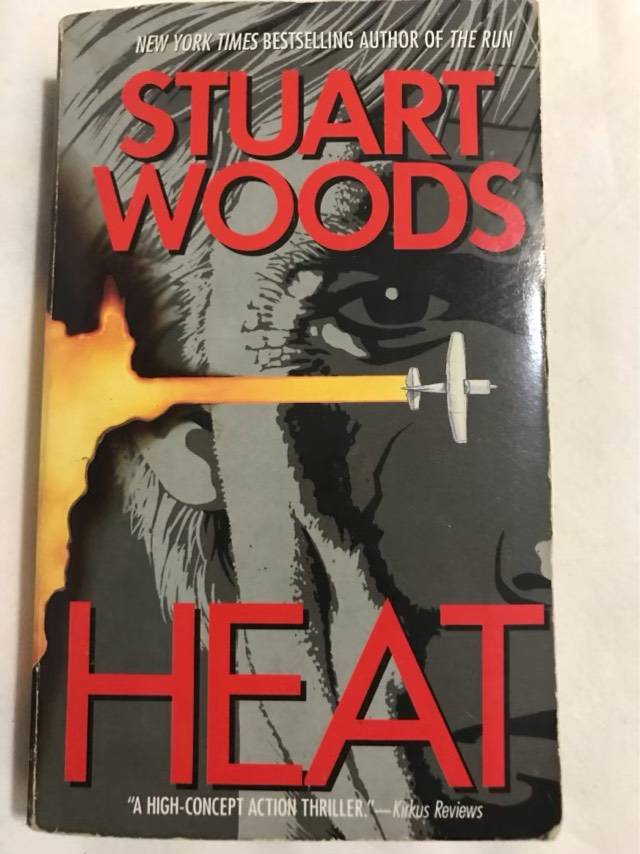 NEW YORK TIMES BESTSELLING AUTHOR OF THE RUN
STUART
WOODS
HEAT
"A HIGH-CONCEPT ACTION THRILLER."—Kirkus Reviews